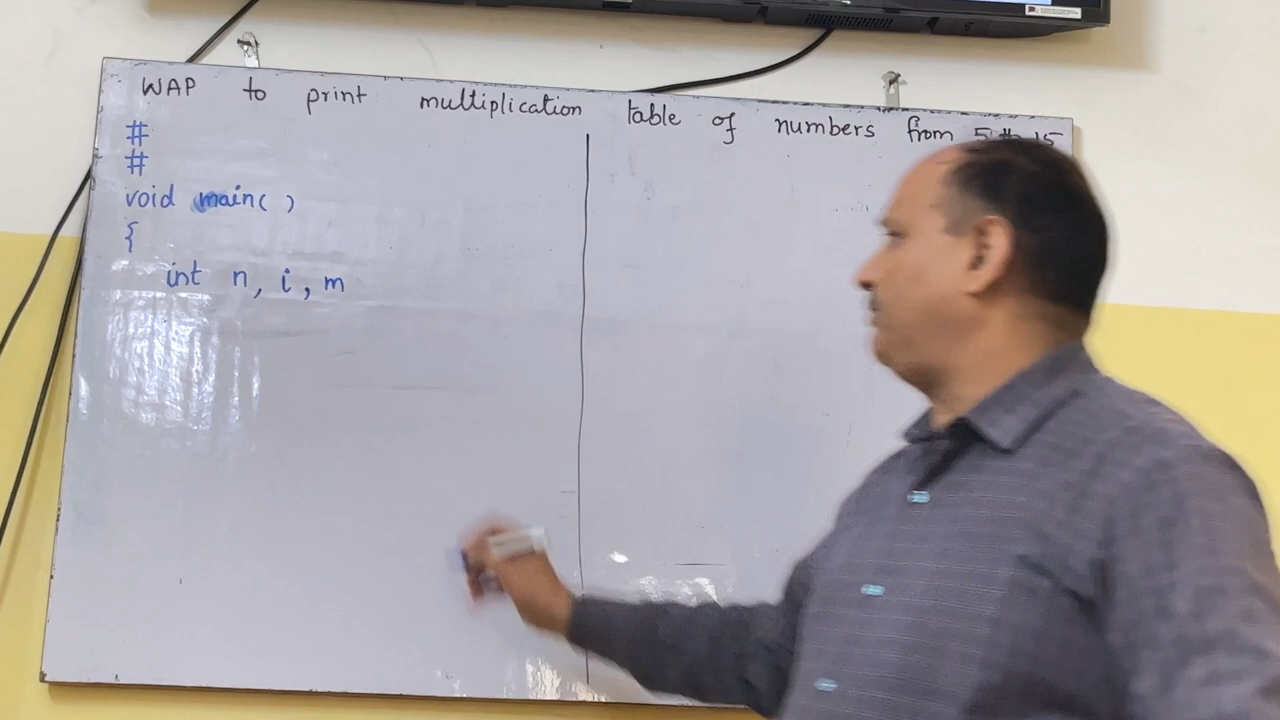 WAP to print multiplication table of numbers from 5 to 15
#
#
void main( )
{
int n, i, m